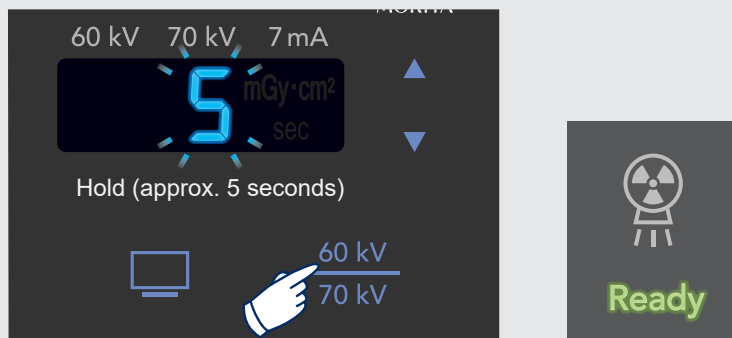 60 kV 70 kV 7 mA
5 mGy·cm²
sec
Hold (approx. 5 seconds)
60 kV
70 kV
Ready